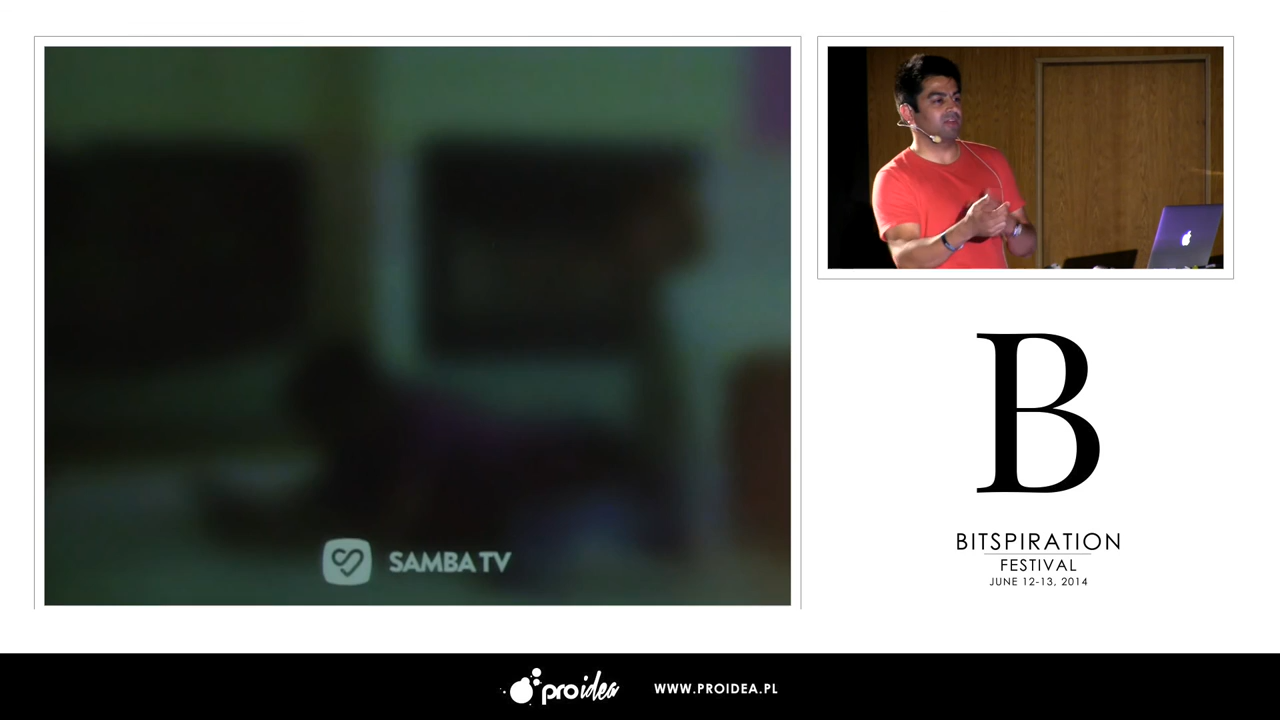 SAMBA TV
B
BITSPIRATION
FESTIVAL
JUNE 12-13, 2014
proidea
WWW.PROIDEA.PL